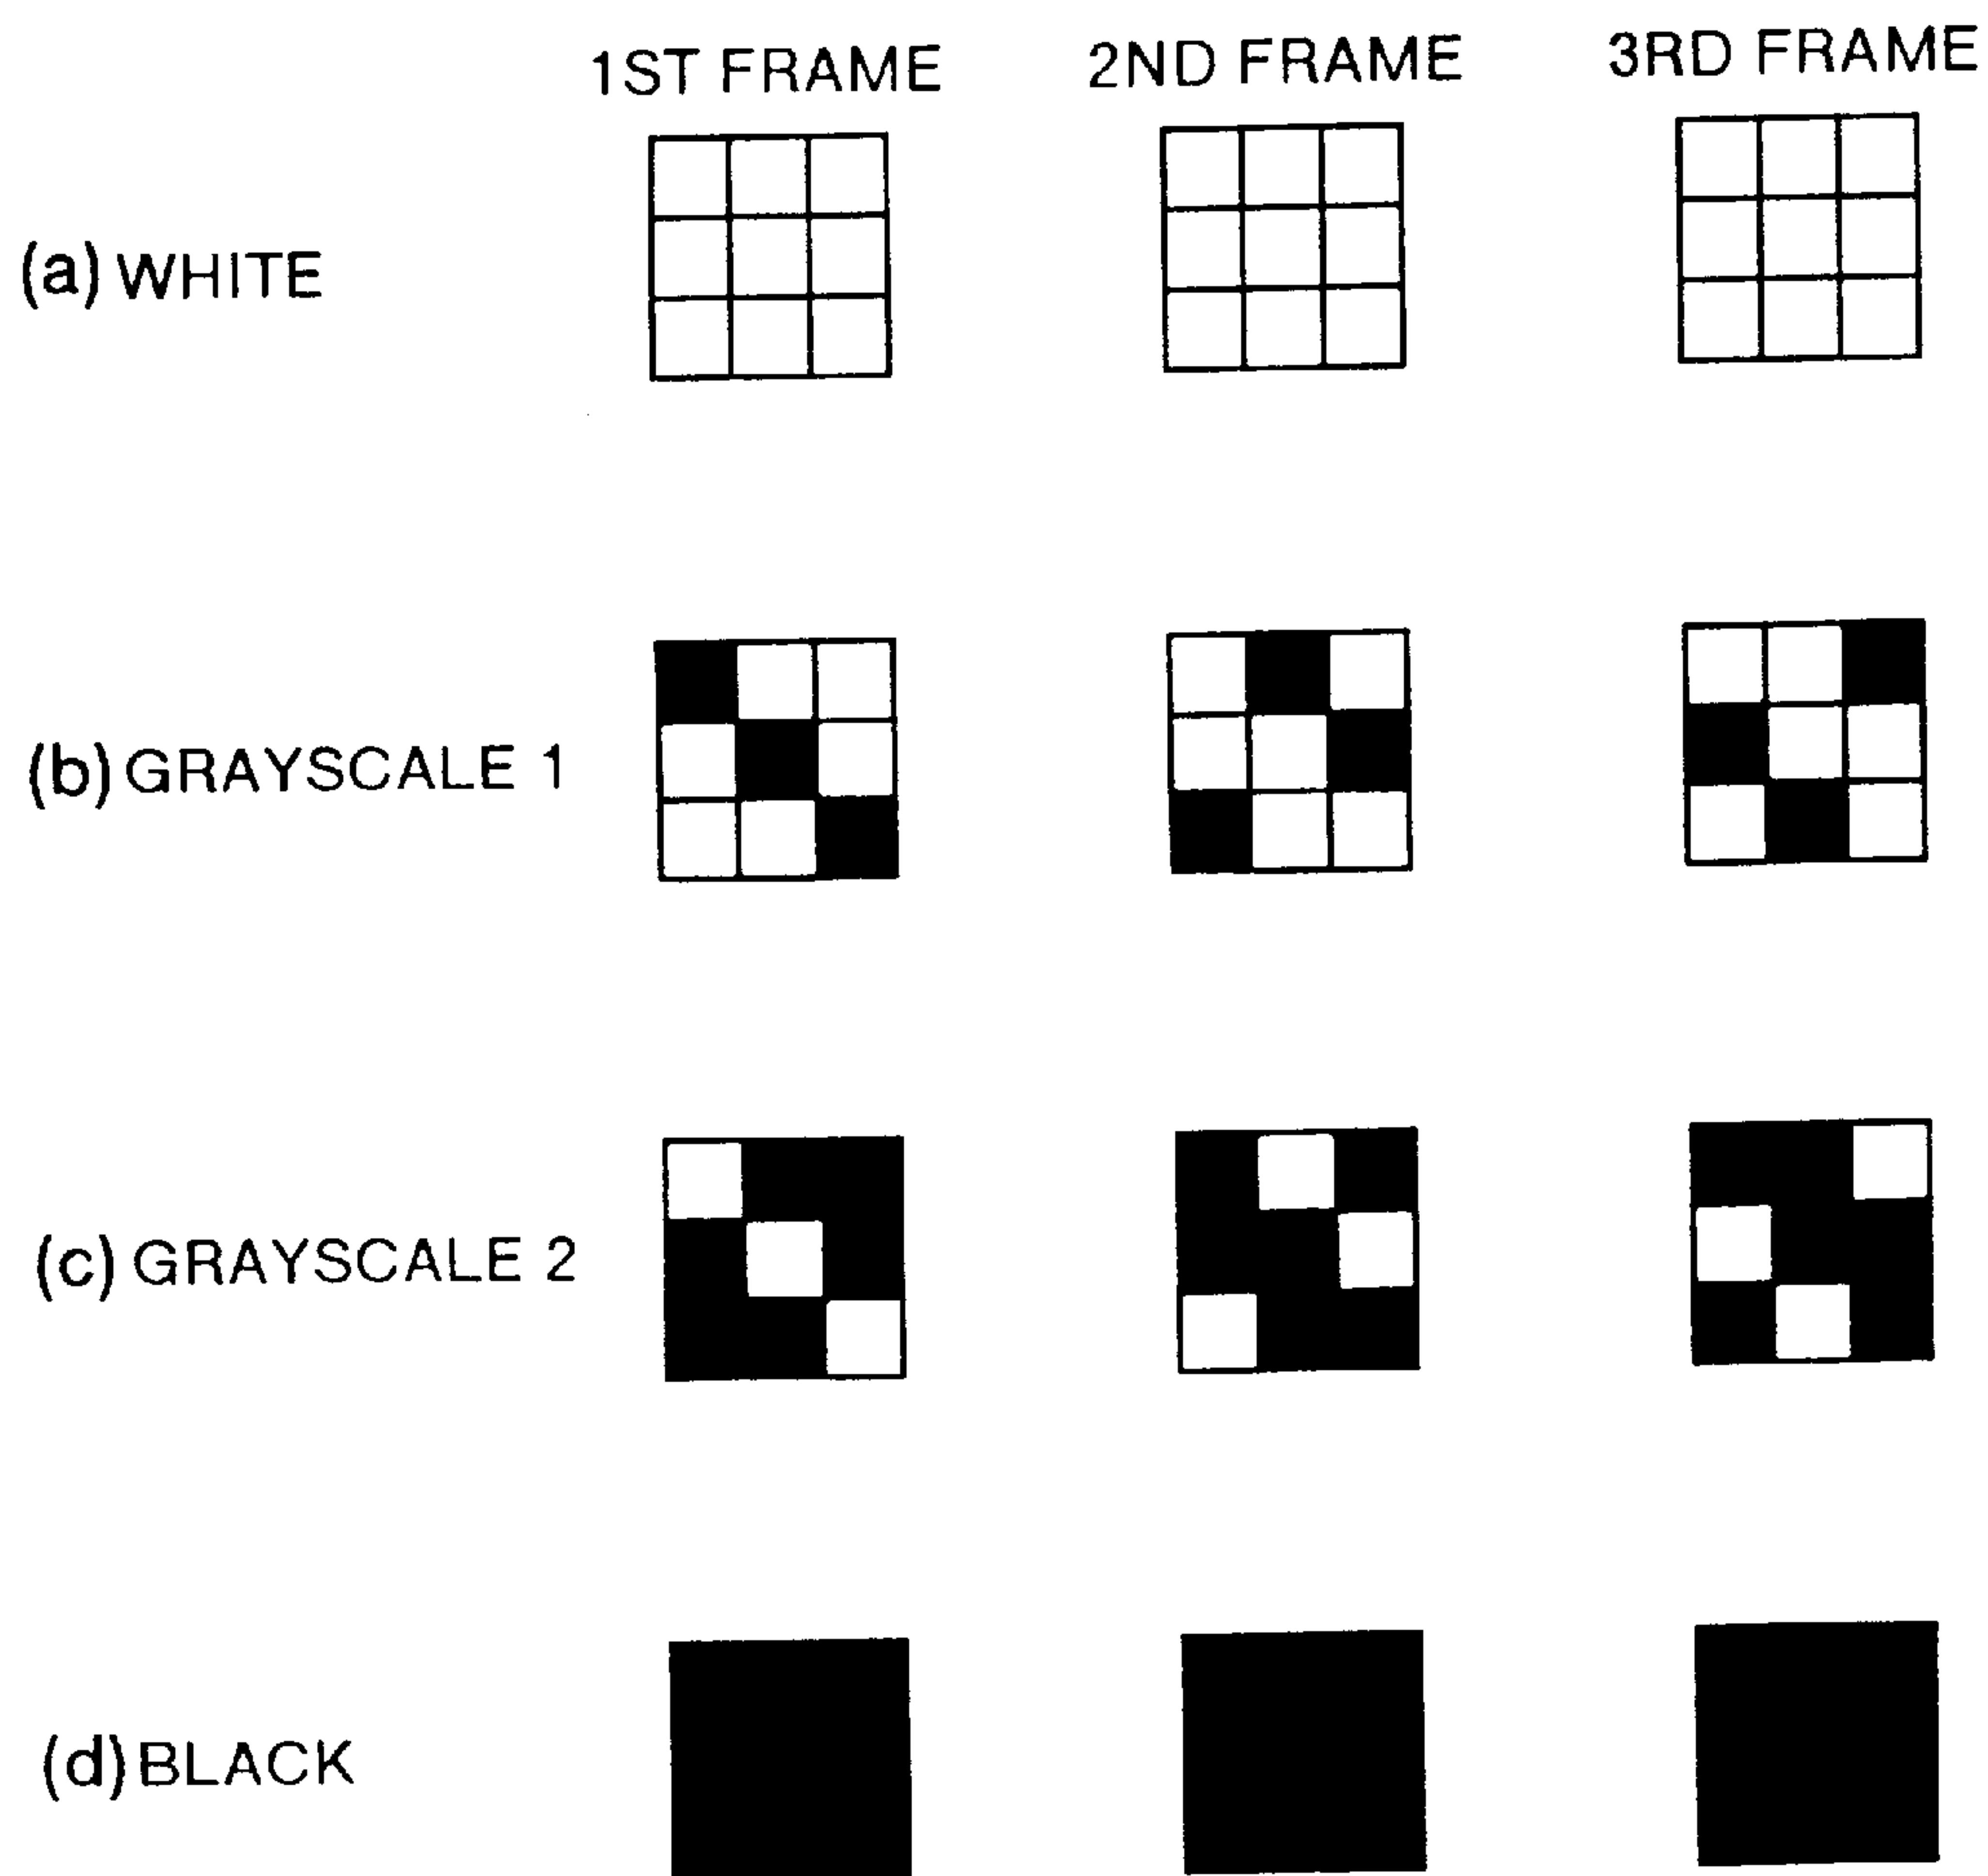 1ST FRAME 2ND FRAME 3RD FRAME
(a) WHITE
(b) GRAYSCALE 1
(c) GRAYSCALE 2
(d) BLACK